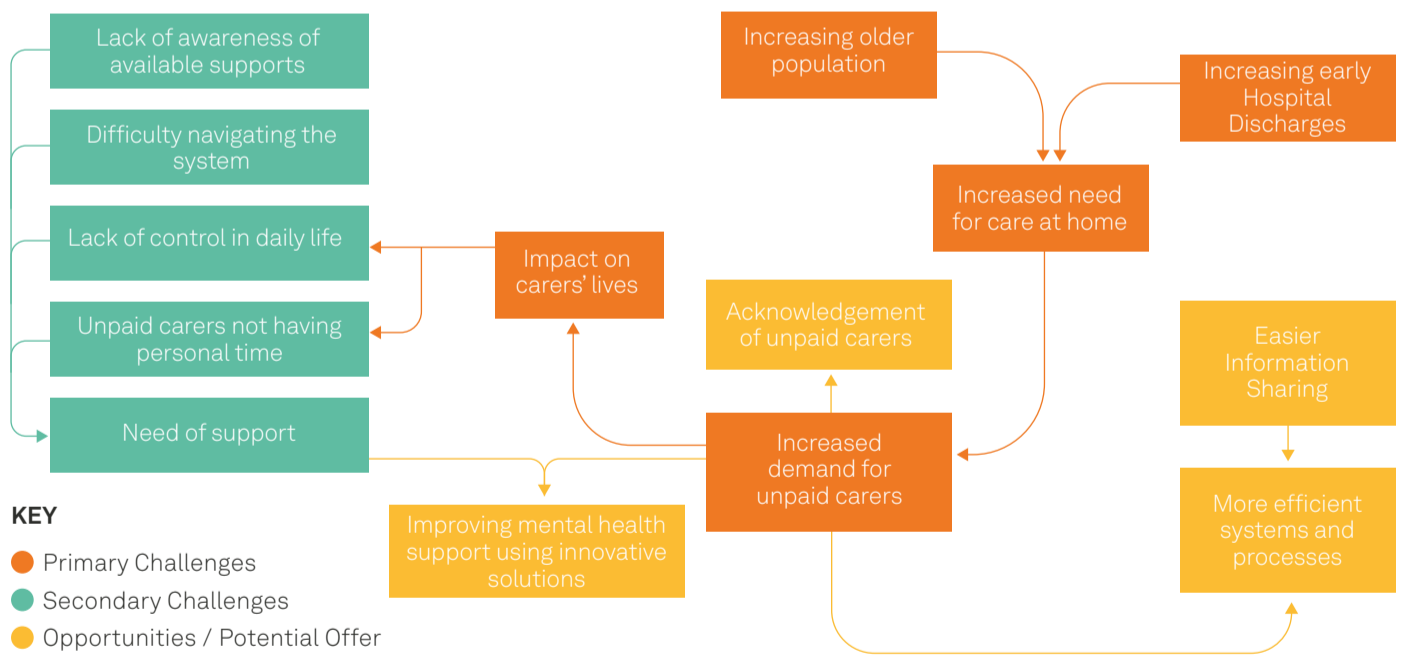 Lack of awareness of
available supports
Difficulty navigating the
system
Lack of control in daily life
Unpaid carers not having
personal time
Need of support
Impact on
carers’ lives
Increasing older
population
Increasing early
Hospital
Discharges
Increased need
for care at home
Acknowledgement
of unpaid carers
Increased
demand for
unpaid carers
Easier
Information
Sharing
More efficient
systems and
processes
Improving mental health
support using innovative
solutions
KEY
Primary Challenges
Secondary Challenges
Opportunities / Potential Offer